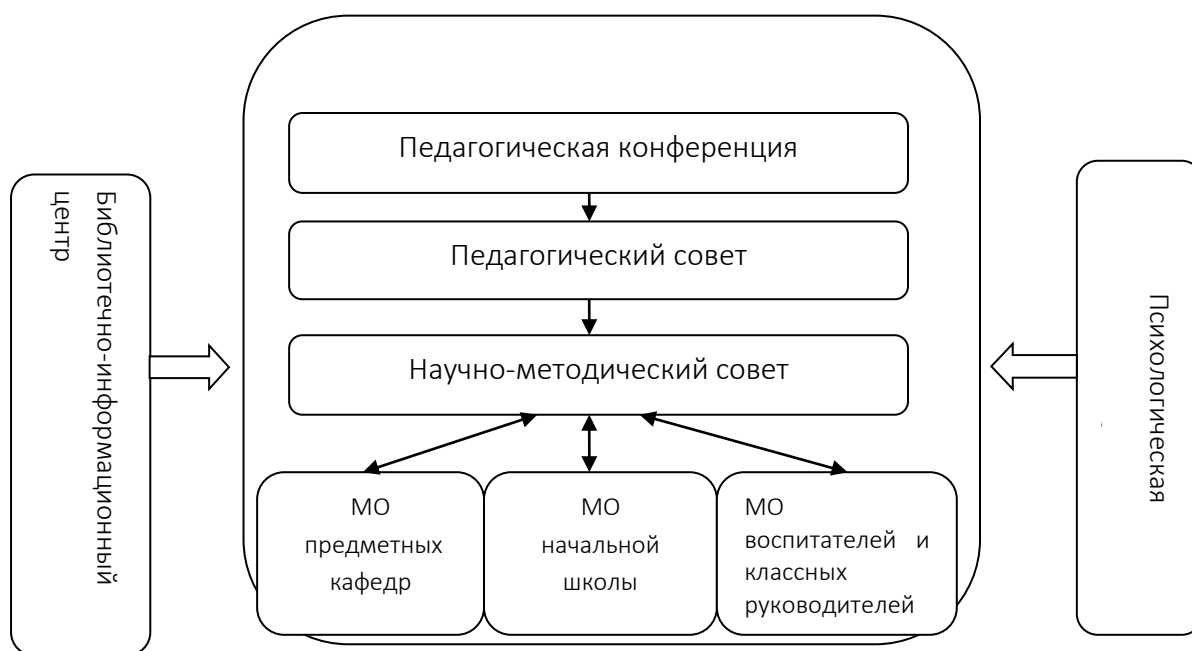 Педагогическая конференция
Педагогический совет
Научно-методический совет
Библиотечно-информационный
центр
Психологическая
МО
предметных
кафедр
МО
начальной
школы
МО
воспитателей и
классных
руководителей